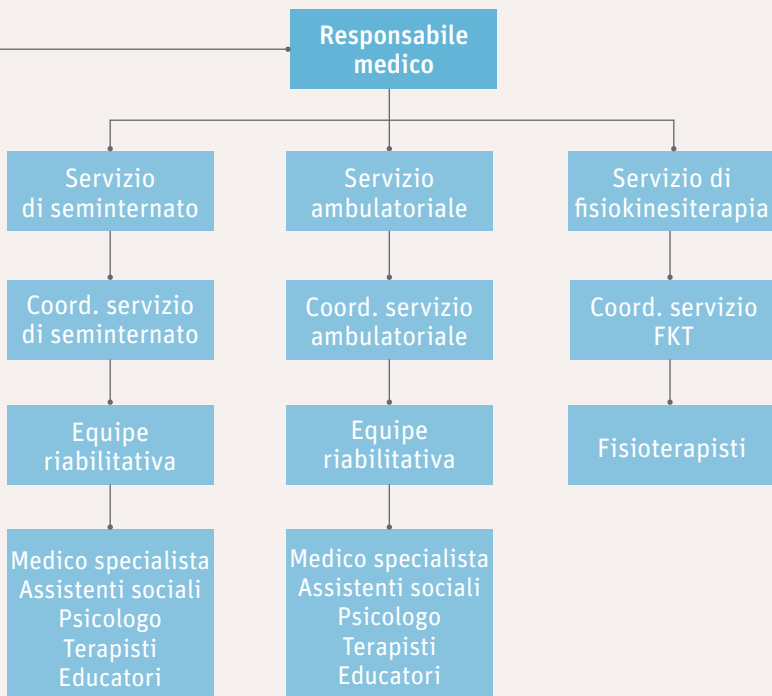 Responsabile
medico
Servizio
di seminternato
Servizio
ambulatoriale
Servizio di
fisiokinesiterapia
Coord. servizio
di seminternato
Coord. servizio
ambulatoriale
Coord. servizio
FKT
Equipe
riabilitativa
Equipe
riabilitativa
Fisioterapisti
Medico specialista
Assistenti sociali
Psicologo
Terapisti
Educatori
Medico specialista
Assistenti sociali
Psicologo
Terapisti
Educatori